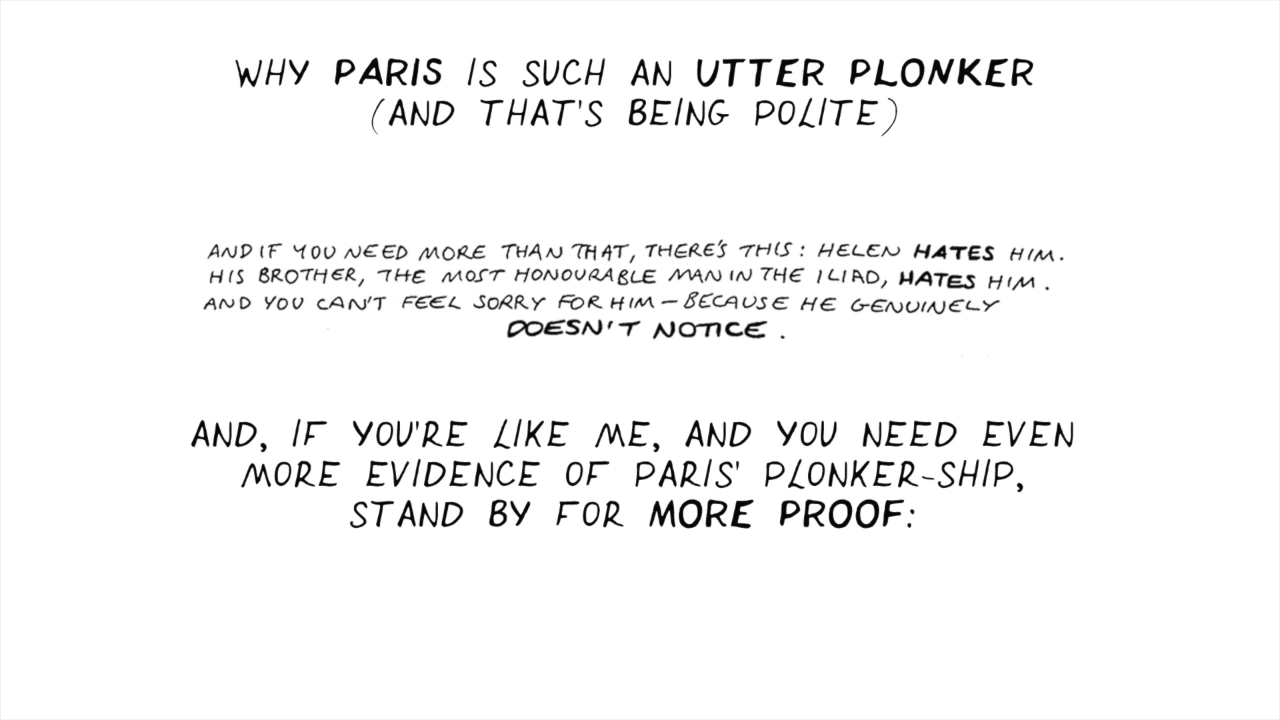 WHY PARIS IS SUCH AN UTTER PLONKER
(AND THAT'S BEING POLITE)
AND IF YOU NEED MORE THAN THAT, THERE'S THIS: HELEN HATES HIM.
HIS BROTHER, THE MOST HONOURABLE MAN IN THE ILIAD, HATES HIM.
AND YOU CAN'T FEEL SORRY FOR HIM – BECAUSE HE GENUINELY
DOESN'T NOTICE.
AND, IF YOU'RE LIKE ME, AND YOU NEED EVEN
MORE EVIDENCE OF PARIS' PLONKER-SHIP,
STAND BY FOR MORE PROOF: